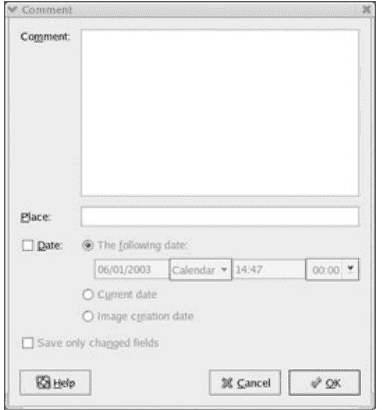 Comment
Comment:
Place:
Date: The following date:
06/01/2003 Calendar 14:47 00:00
Current date
Image creation date
Save only changed fields
Help Cancel OK